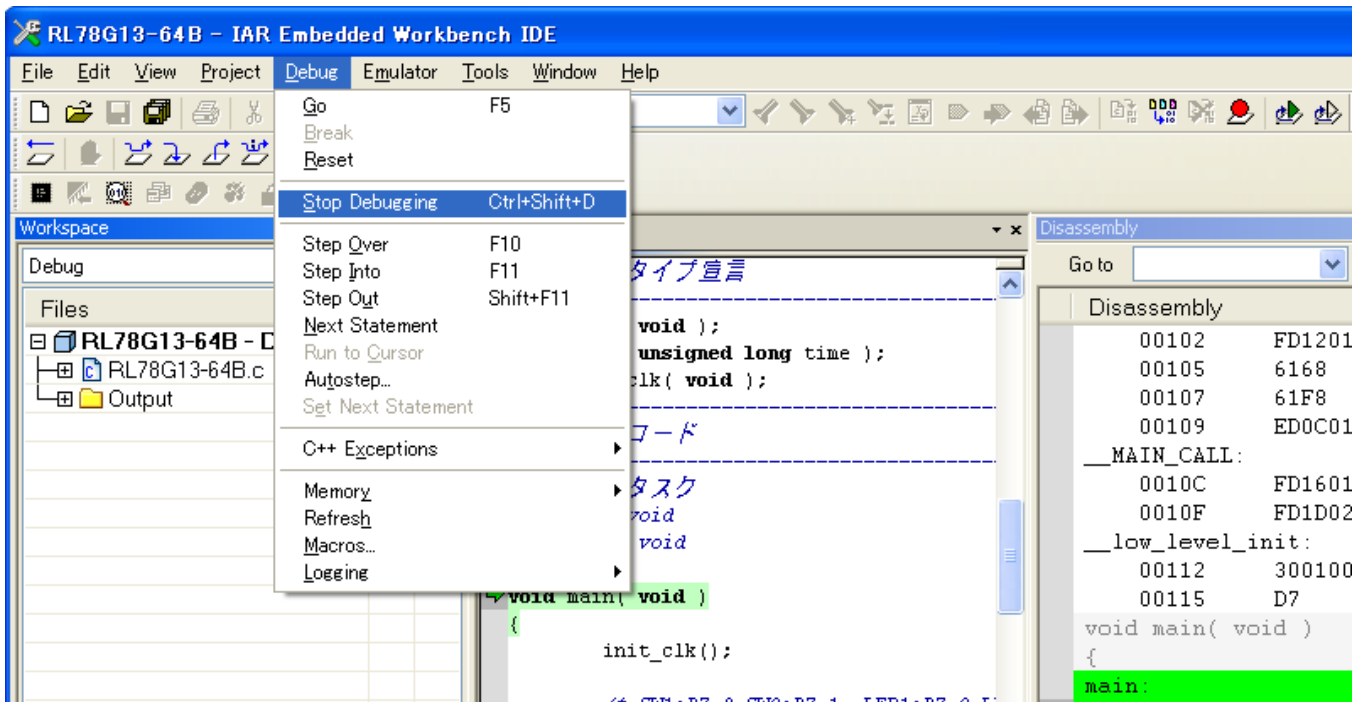 RL78G13-64B - IAR Embedded Workbench IDE
File Edit View Project Debug Emulator Tools Window Help
Go F5
Break
Reset
Stop Debugging Ctrl+Shift+D
Step Over F10
Step Into F11
Step Out Shift+F11
Next Statement
Run to Cursor
Autostep...
Set Next Statement
C++ Exceptions
Memory
Refresh
Macros...
Logging
Workspace
Debug
Files
RL78G13-64B - D
RL78G13-64B.c
Output
タイプ宣言
void );
unsigned long time );
clk( void );
コード
タスク
void
void
void main( void )
{
init_clk();
Disassembly
Go to
Disassembly
00102 FD1201
00105 6168
00107 61F8
00109 ED0C01
__MAIN_CALL:
0010C FD1601
0010F FD1D02
__low_level_init:
00112 300100
00115 D7
void main( void )
{
main: